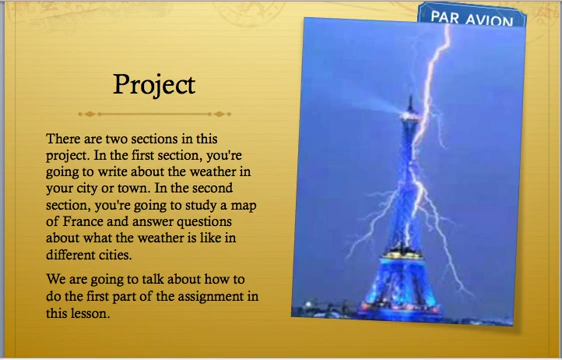 PAR AVION
Project
There are two sections in this
project. In the first section, you're
going to write about the weather in
your city or town. In the second
section, you're going to study a map
of France and answer questions
about what the weather is like in
different cities.
We are going to talk about how to
do the first part of the assignment in
this lesson.